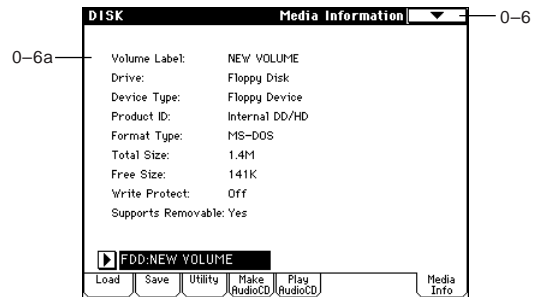 DISK Media Information
0–6
0–6a
Volume Label: NEW VOLUME
Drive: Floppy Disk
Device Type: Floppy Device
Product ID: Internal DD/HD
Format Type: MS-DOS
Total Size: 1.4M
Free Size: 141K
Write Protect: Off
Supports Removable: Yes
FDD:NEW VOLUME
Load Save Utility Make AudioCD Play AudioCD Media Info